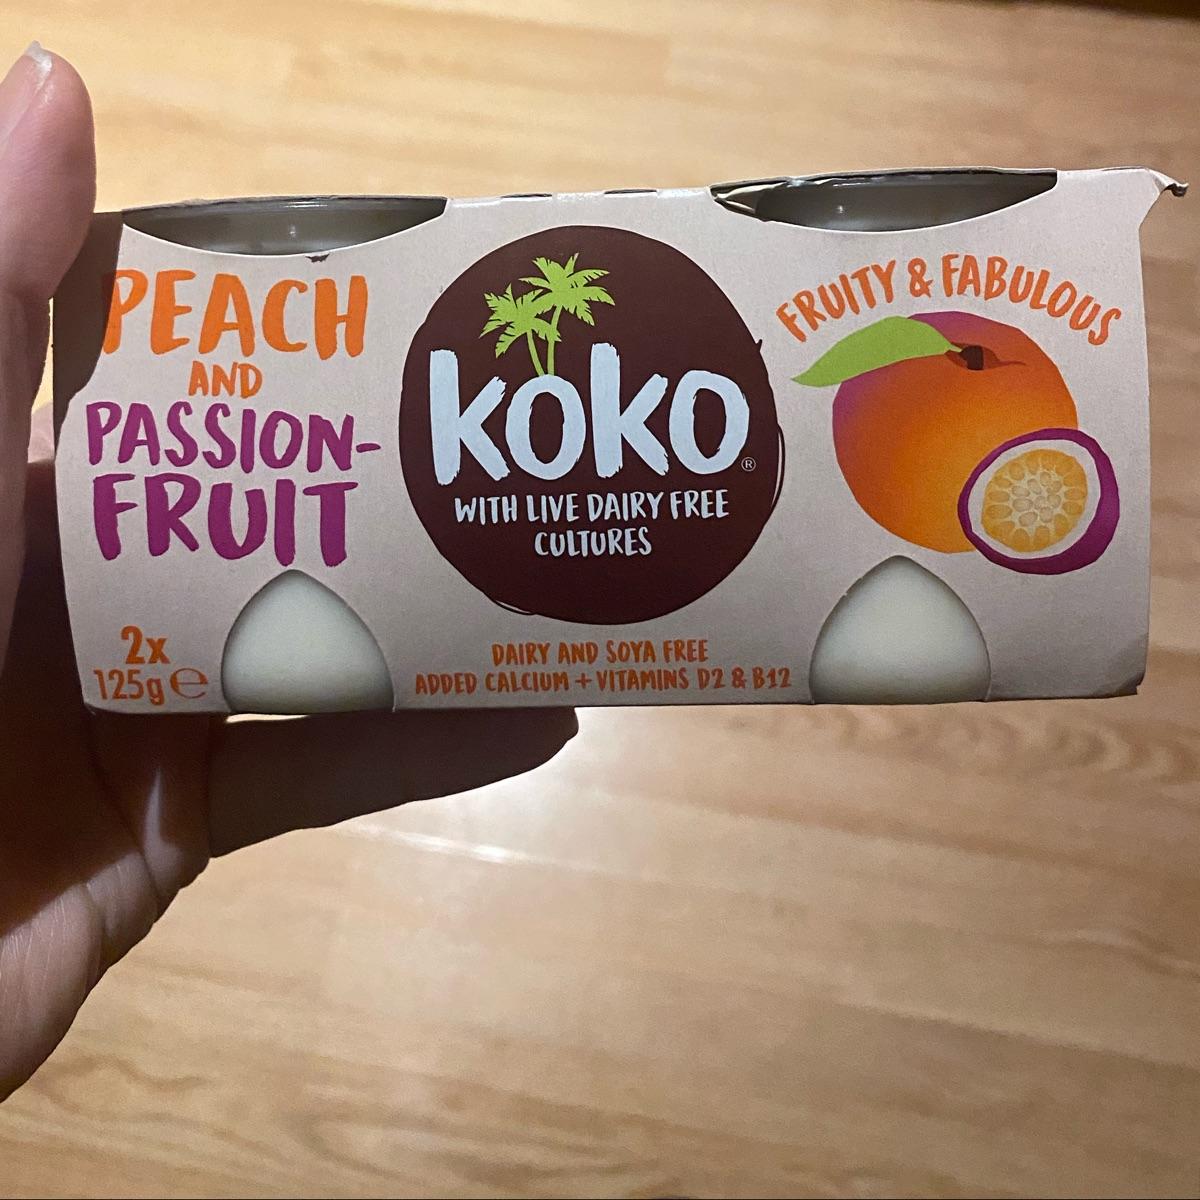 PEACH
AND
PASSION-
FRUIT
2x
125g e
koko®
WITH LIVE DAIRY FREE
CULTURES
DAIRY AND SOYA FREE
ADDED CALCIUM + VITAMINS D2 & B12
FRUITY & FABULOUS